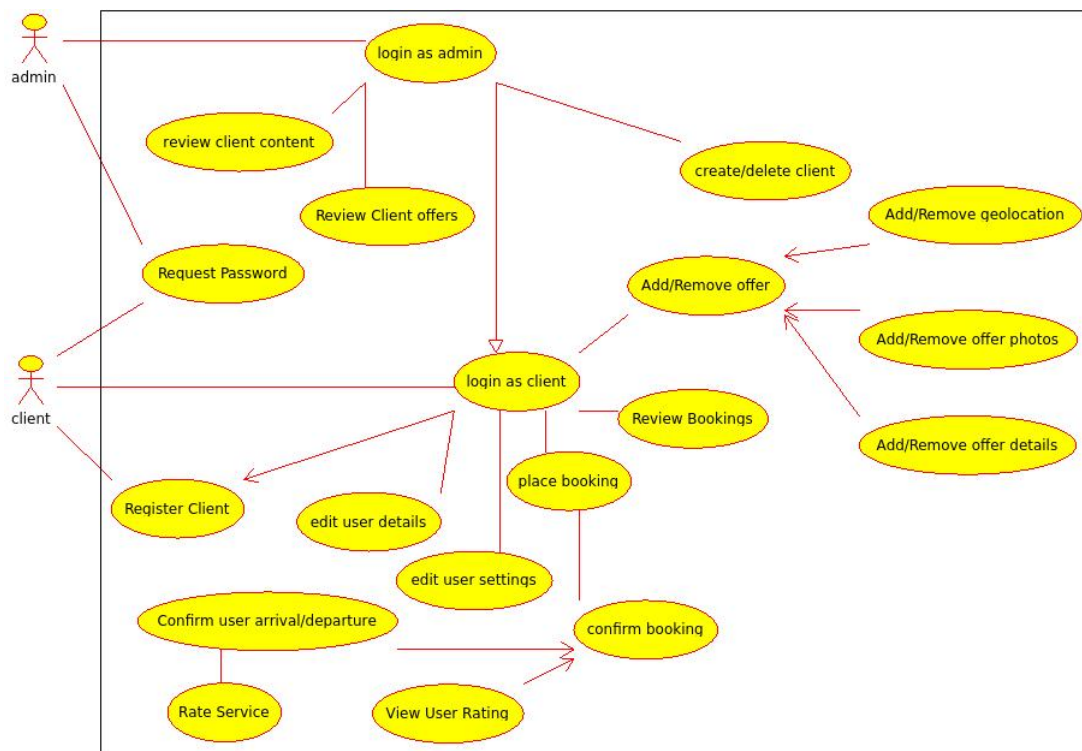 login as admin
admin
review client content
create/delete client
Review Client offers
Add/Remove geolocation
Request Password
Add/Remove offer
Add/Remove offer photos
login as client
client
Review Bookings
Add/Remove offer details
place booking
Register Client
edit user details
edit user settings
Confirm user arrival/departure
confirm booking
Rate Service
View User Rating